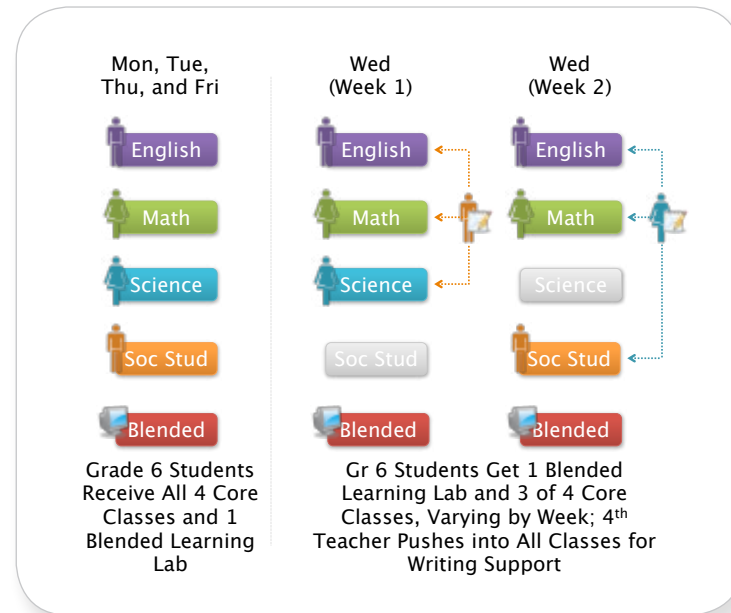 Mon, Tue,
Thu, and Fri
English
Math
Science
Soc Stud
Blended
Grade 6 Students
Receive All 4 Core
Classes and 1
Blended Learning
Lab
Wed
(Week 1)
English
Math
Science
Soc Stud
Blended
Wed
(Week 2)
English
Math
Science
Soc Stud
Blended
Gr 6 Students Get 1 Blended
Learning Lab and 3 of 4 Core
Classes, Varying by Week; 4th
Teacher Pushes into All Classes for
Writing Support